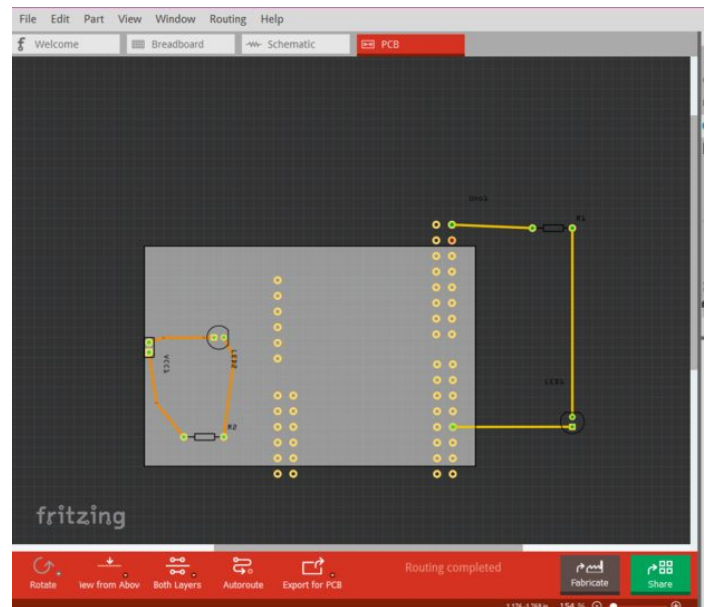 File Edit Part View Window Routing Help
Welcome Breadboard Schematic PCB
R1
VCC1
LED2
LED1
R2
fritzing
Routing completed
Rotate
Both Layers Autoroute Export for PCB
Fabricate Share
154 %